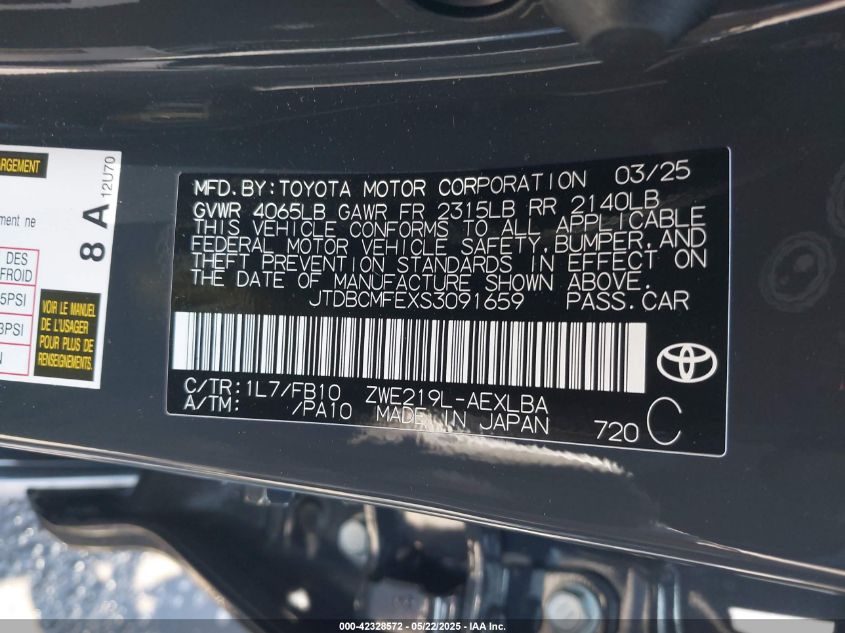 ARGEMENT
ment ne
DES
FROID
5PSI
3PSI
N
VOIR LE MANUEL
DE L'USAGER
POUR PLUS DE
RENSEIGNEMENTS.
8 A 12U70
MFD. BY: TOYOTA MOTOR CORPORATION 03/25
GVWR 4065LB GAWR FR 2315LB RR 2140LB
THIS VEHICLE CONFORMS TO ALL APPLICABLE
FEDERAL MOTOR VEHICLE SAFETY, BUMPER, AND
THEFT PREVENTION STANDARDS IN EFFECT ON
THE DATE OF MANUFACTURE SHOWN ABOVE.
JTDBCMFEXS3091659 PASS. CAR
C/TR: 1L7/FB10 ZWE219L-AEXLBA
A/TM: /PA10 MADE IN JAPAN 720 C
000-42328572 - 05/22/2025 - IAA Inc.